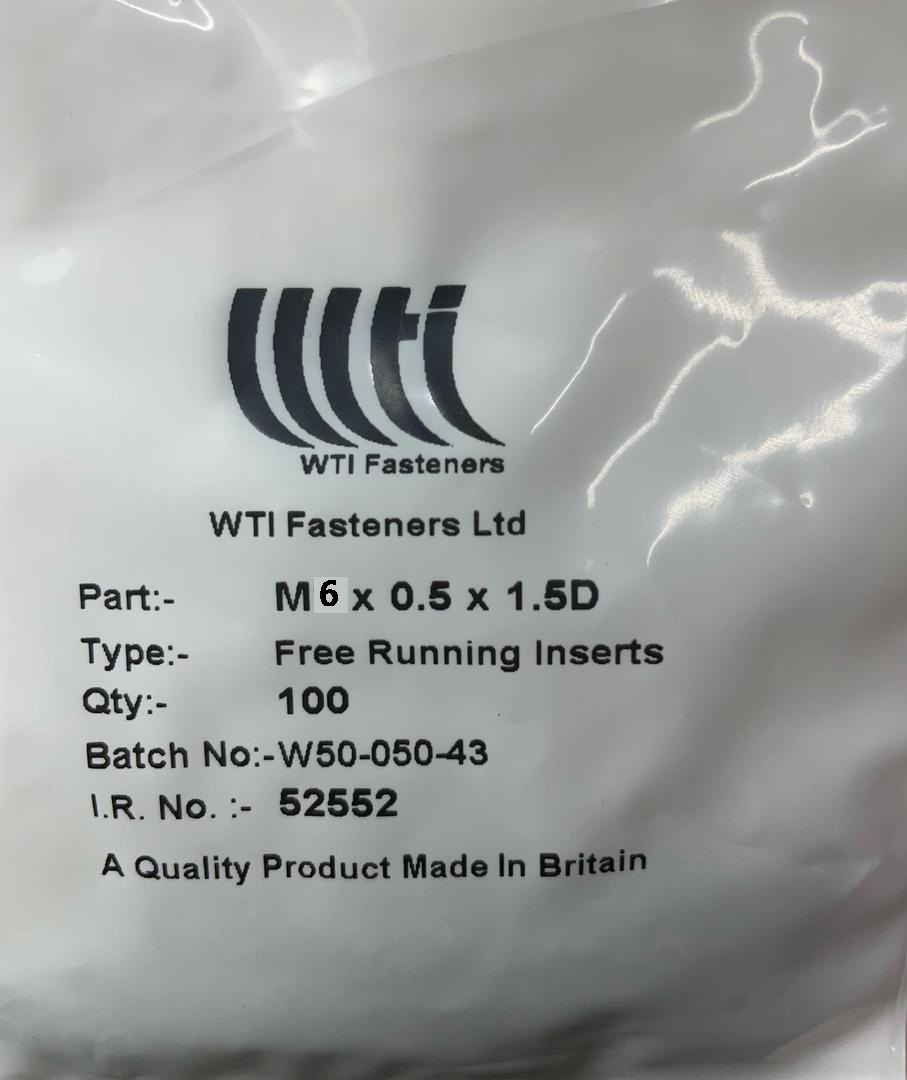 wti
WTI Fasteners
WTI Fasteners Ltd
Part:- M6 x 0.5 x 1.5D
Type:- Free Running Inserts
Qty:- 100
Batch No:-W50-050-43
I.R. No. :- 52552
A Quality Product Made In Britain